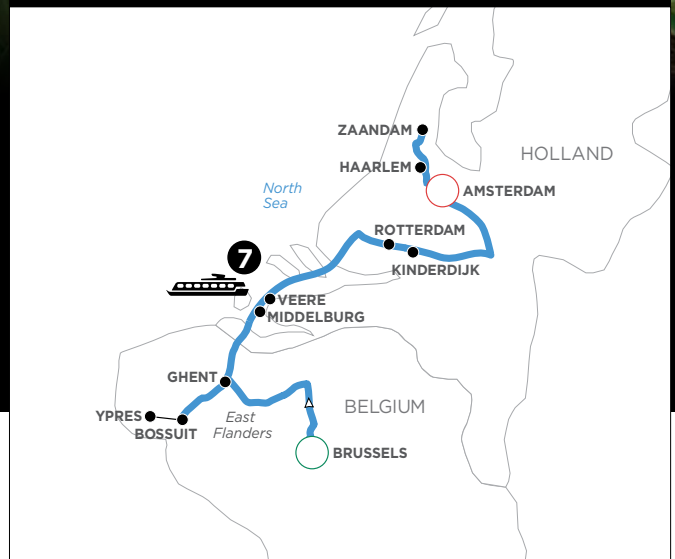 ZAANDAM
HOLLAND
HAARLEM
AMSTERDAM
North
Sea
ROTTERDAM
7
KINDERDIJK
VEERE
MIDDELBURG
GHENT
BELGIUM
YPRES
East
Flanders
BOSSUIT
BRUSSELS